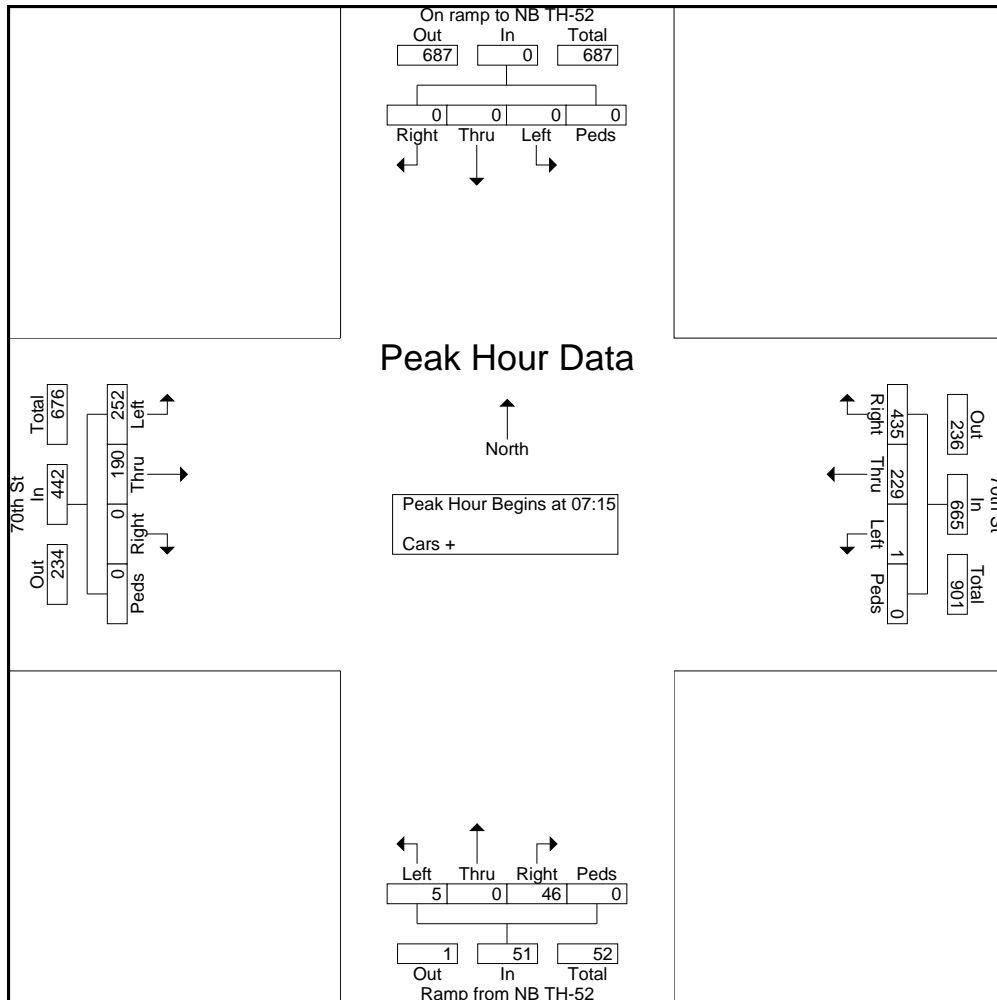 On ramp to NB TH-52
Out In Total
687 0 687
0 0 0 0
Right Thru Left Peds
Peak Hour Data
North
Peak Hour Begins at 07:15
Cars +
70th St
Total In Out
676 442 234
252 190 0 0
Left Thru Right Peds
70th St
Out In Total
236 665 901
435 229 1 0
Right Thru Left Peds
Left Thru Right Peds
5 0 46 0
1 51 52
Out In Total
Ramp from NB TH-52